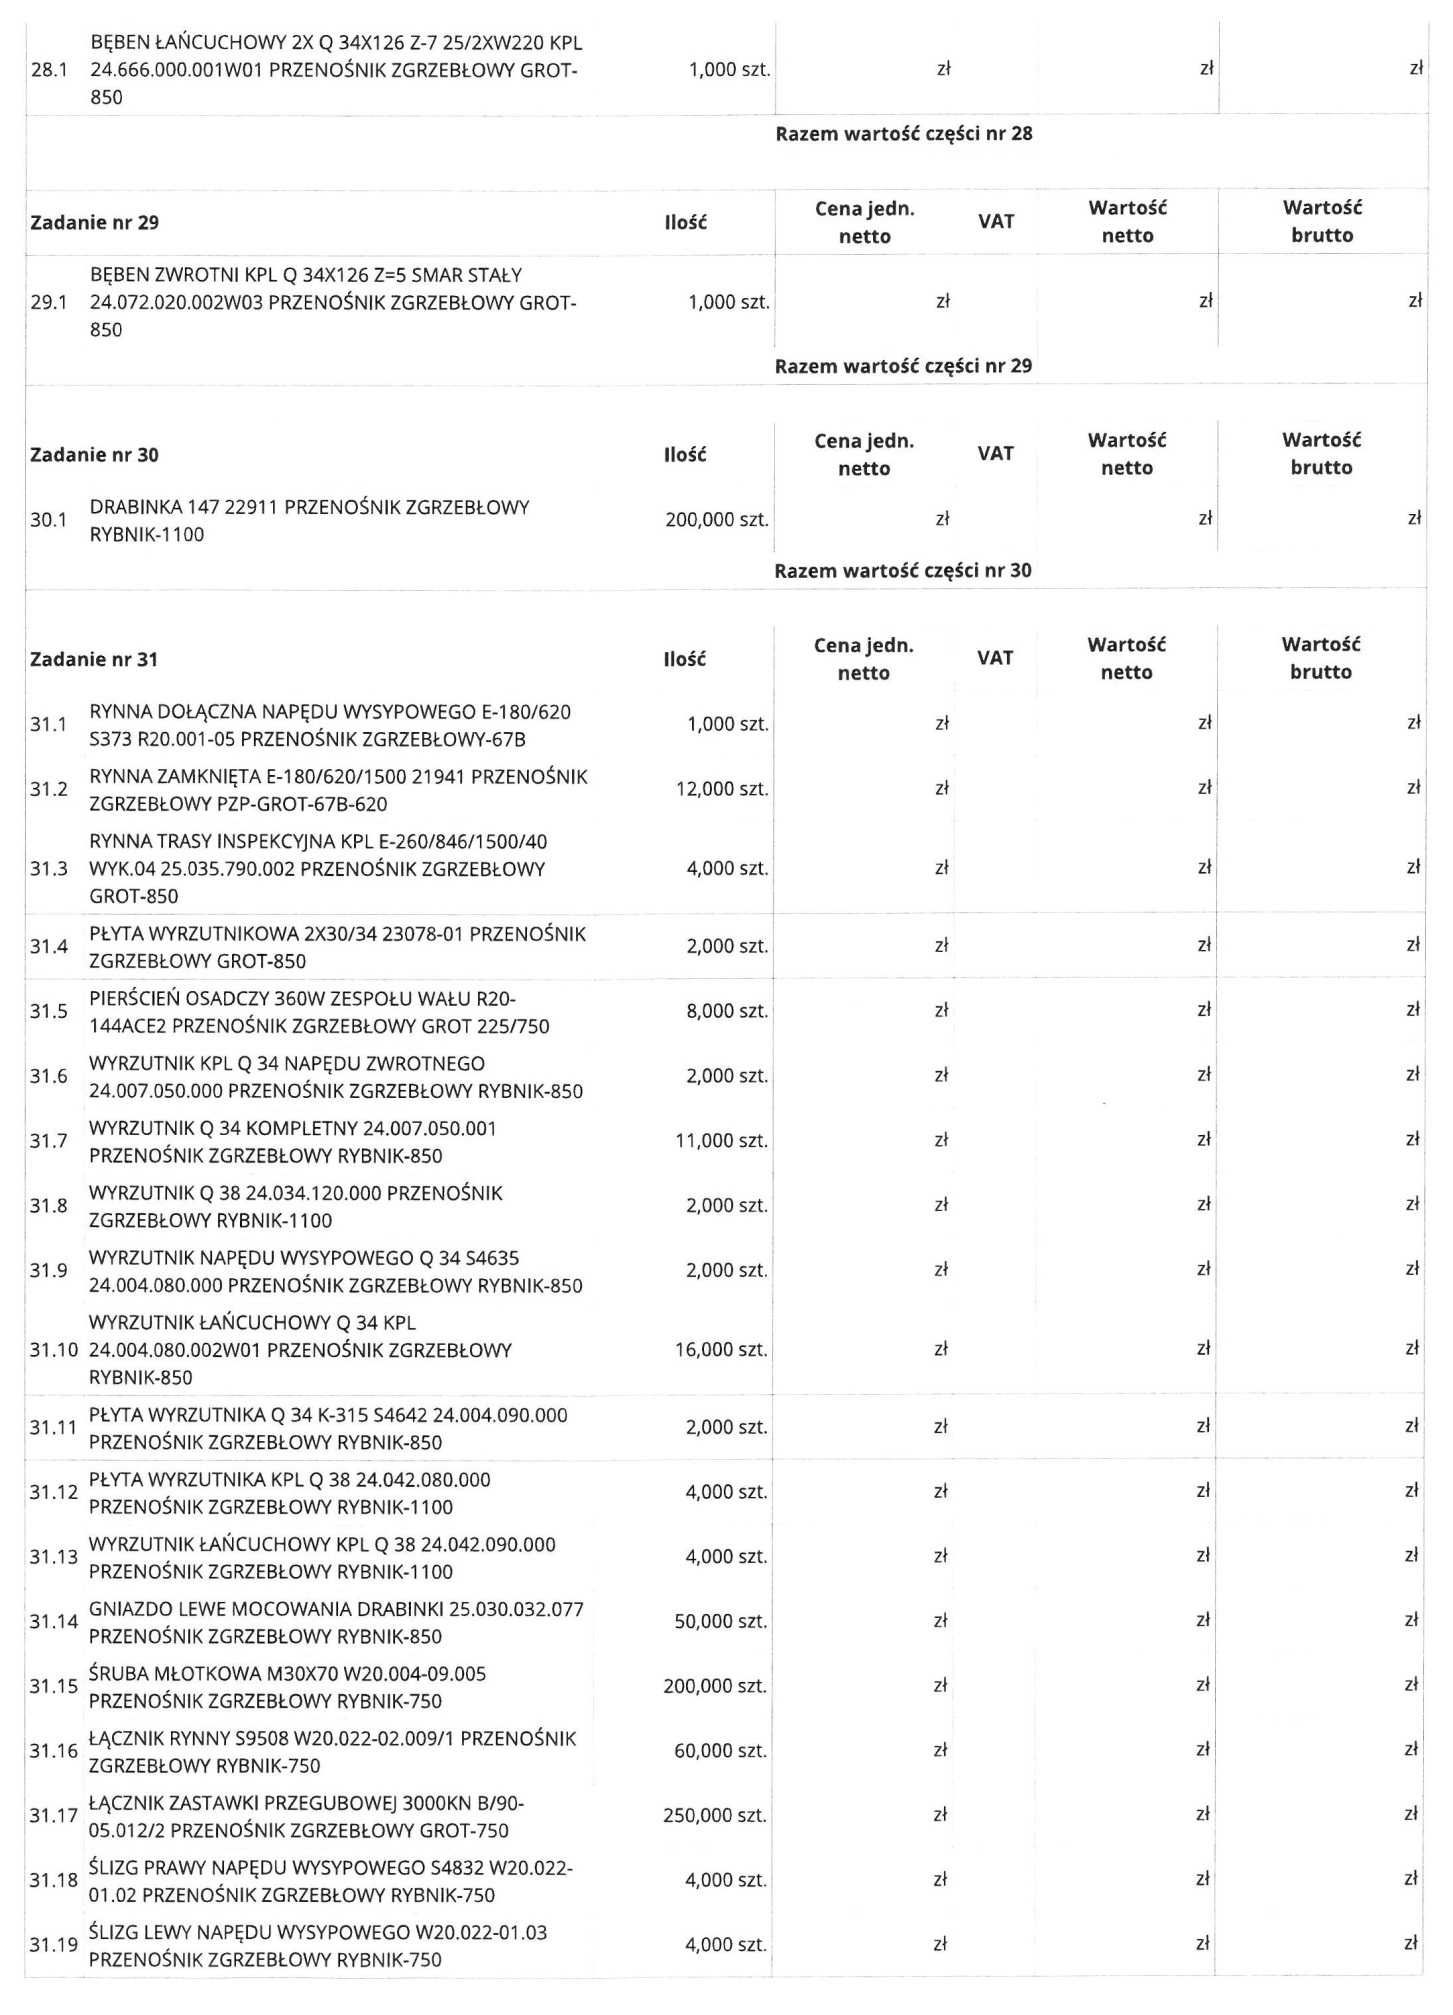 BĘBEN ŁAŃCUCHOWY 2X Q 34X126 Z-7 25/2XW220 KPL
28.1 24.666.000.001W01 PRZENOŚNIK ZGRZEBŁOWY GROT- 1,000 szt. zł zł zł
850
Razem wartość części nr 28
Zadanie nr 29 Ilość Cena jedn. netto VAT Wartość netto Wartość brutto
BĘBEN ZWROTNI KPL Q 34X126 Z=5 SMAR STAŁY
29.1 24.072.020.002W03 PRZENOŚNIK ZGRZEBŁOWY GROT- 1,000 szt. zł zł zł
850
Razem wartość części nr 29
Zadanie nr 30 Ilość Cena jedn. netto VAT Wartość netto Wartość brutto
30.1 DRABINKA 147 22911 PRZENOŚNIK ZGRZEBŁOWY 200,000 szt. zł zł zł
RYBNIK-1100
Razem wartość części nr 30
Zadanie nr 31 Ilość Cena jedn. netto VAT Wartość netto Wartość brutto
31.1 RYNNA DOŁĄCZNA NAPĘDU WYSYPOWEGO E-180/620 1,000 szt. zł zł zł
S373 R20.001-05 PRZENOŚNIK ZGRZEBŁOWY-67B
31.2 RYNNA ZAMKNIĘTA E-180/620/1500 21941 PRZENOŚNIK 12,000 szt. zł zł zł
ZGRZEBŁOWY PZP-GROT-67B-620
RYNNA TRASY INSPEKCYJNA KPL E-260/846/1500/40
31.3 WYK.04 25.035.790.002 PRZENOŚNIK ZGRZEBŁOWY 4,000 szt. zł zł zł
GROT-850
31.4 PŁYTA WYRZUTNIKOWA 2X30/34 23078-01 PRZENOŚNIK 2,000 szt. zł zł zł
ZGRZEBŁOWY GROT-850
31.5 PIERŚCIEŃ OSADCZY 360W ZESPOŁU WAŁU R20- 8,000 szt. zł zł zł
144ACE2 PRZENOŚNIK ZGRZEBŁOWY GROT 225/750
31.6 WYRZUTNIK KPL Q 34 NAPĘDU ZWROTNEGO 2,000 szt. zł zł zł
24.007.050.000 PRZENOŚNIK ZGRZEBŁOWY RYBNIK-850
31.7 WYRZUTNIK Q 34 KOMPLETNY 24.007.050.001 11,000 szt. zł zł zł
PRZENOŚNIK ZGRZEBŁOWY RYBNIK-850
31.8 WYRZUTNIK Q 38 24.034.120.000 PRZENOŚNIK 2,000 szt. zł zł zł
ZGRZEBŁOWY RYBNIK-1100
31.9 WYRZUTNIK NAPĘDU WYSYPOWEGO Q 34 S4635 2,000 szt. zł zł zł
24.004.080.000 PRZENOŚNIK ZGRZEBŁOWY RYBNIK-850
WYRZUTNIK ŁAŃCUCHOWY Q 34 KPL
31.10 24.004.080.002W01 PRZENOŚNIK ZGRZEBŁOWY 16,000 szt. zł zł zł
RYBNIK-850
31.11 PŁYTA WYRZUTNIKA Q 34 K-315 S4642 24.004.090.000 2,000 szt. zł zł zł
PRZENOŚNIK ZGRZEBŁOWY RYBNIK-850
31.12 PŁYTA WYRZUTNIKA KPL Q 38 24.042.080.000 4,000 szt. zł zł zł
PRZENOŚNIK ZGRZEBŁOWY RYBNIK-1100
31.13 WYRZUTNIK ŁAŃCUCHOWY KPL Q 38 24.042.090.000 4,000 szt. zł zł zł
PRZENOŚNIK ZGRZEBŁOWY RYBNIK-1100
31.14 GNIAZDO LEWE MOCOWANIA DRABINKI 25.030.032.077 50,000 szt. zł zł zł
PRZENOŚNIK ZGRZEBŁOWY RYBNIK-850
31.15 ŚRUBA MŁOTKOWA M30X70 W20.004-09.005 200,000 szt. zł zł zł
PRZENOŚNIK ZGRZEBŁOWY RYBNIK-750
31.16 ŁĄCZNIK RYNNY S9508 W20.022-02.009/1 PRZENOŚNIK 60,000 szt. zł zł zł
ZGRZEBŁOWY RYBNIK-750
31.17 ŁĄCZNIK ZASTAWKI PRZEGUBOWEJ 3000KN B/90- 250,000 szt. zł zł zł
05.012/2 PRZENOŚNIK ZGRZEBŁOWY GROT-750
31.18 ŚLIZG PRAWY NAPĘDU WYSYPOWEGO S4832 W20.022- 4,000 szt. zł zł zł
01.02 PRZENOŚNIK ZGRZEBŁOWY RYBNIK-750
31.19 ŚLIZG LEWY NAPĘDU WYSYPOWEGO W20.022-01.03 4,000 szt. zł zł zł
PRZENOŚNIK ZGRZEBŁOWY RYBNIK-750